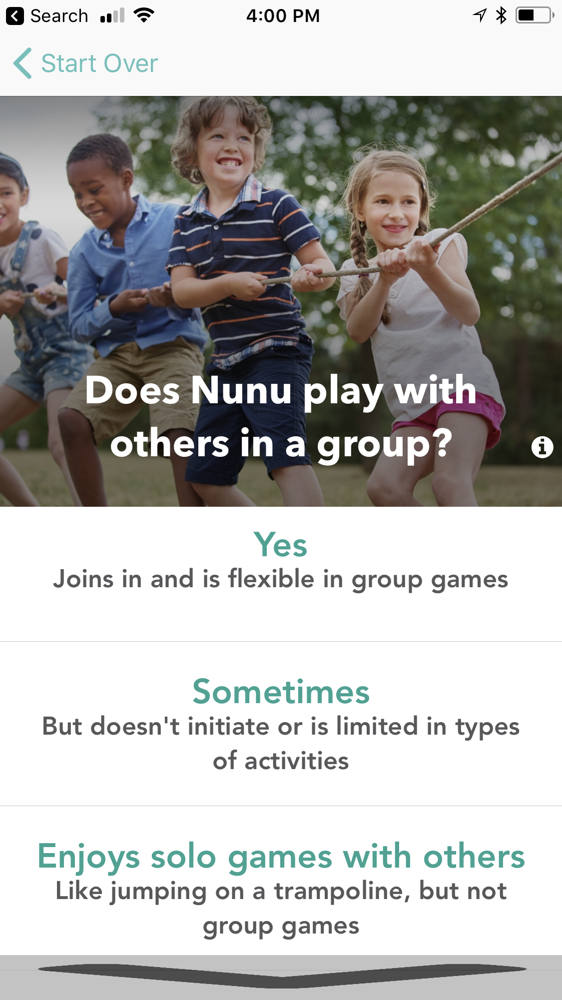 Search 4:00 PM
Start Over
Does Nunu play with
others in a group?
Yes
Joins in and is flexible in group games
Sometimes
But doesn't initiate or is limited in types
of activities
Enjoys solo games with others
Like jumping on a trampoline, but not
group games